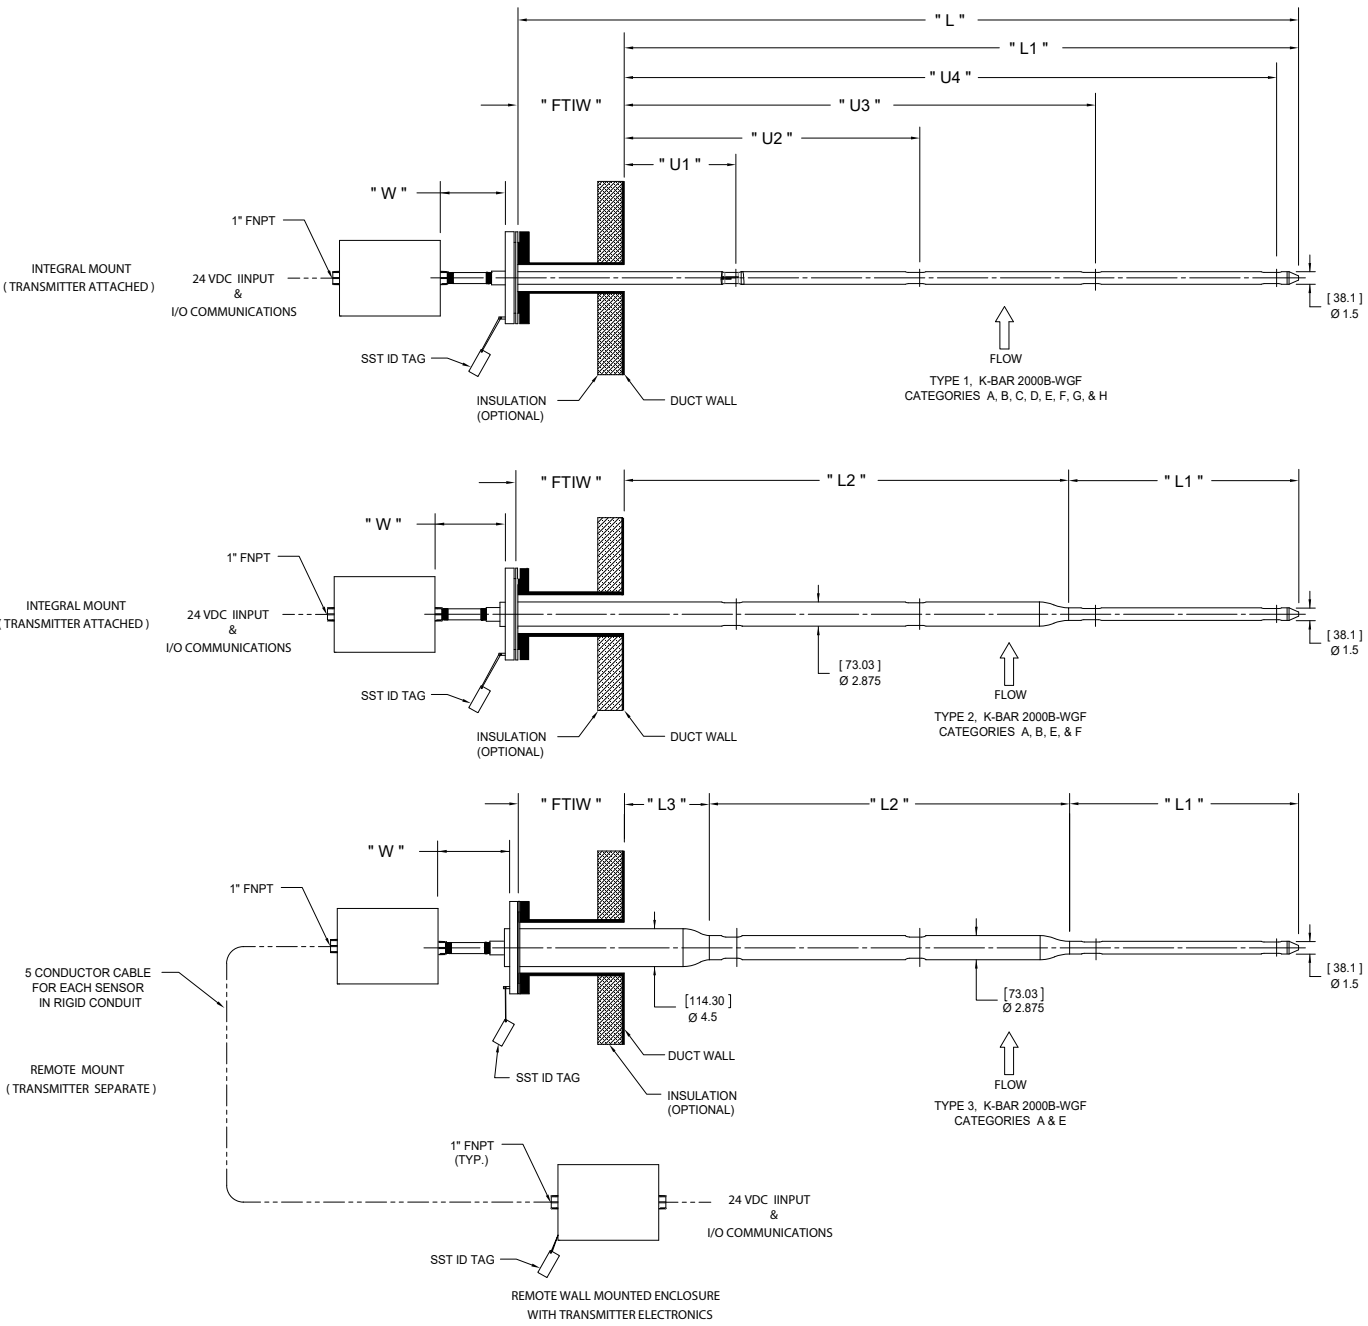 " L "
" L1 "
" U4 "
" FTIW "
" U3 "
" U2 "
" U1 "
" W "
1" FNPT
INTEGRAL MOUNT
( TRANSMITTER ATTACHED )
24 VDC IINPUT
&
I/O COMMUNICATIONS
[ 38.1 ]
Ø 1.5
SST ID TAG
FLOW
INSULATION
(OPTIONAL)
DUCT WALL
TYPE 1, K-BAR 2000B-WGF
CATEGORIES A, B, C, D, E, F, G, & H
" FTIW "
" L2 "
" L1 "
" W "
1" FNPT
INTEGRAL MOUNT
( TRANSMITTER ATTACHED )
24 VDC IINPUT
&
I/O COMMUNICATIONS
[ 38.1 ]
Ø 1.5
[ 73.03 ]
Ø 2.875
SST ID TAG
FLOW
INSULATION
(OPTIONAL)
DUCT WALL
TYPE 2, K-BAR 2000B-WGF
CATEGORIES A, B, E, & F
" FTIW "
" L3 "
" L2 "
" L1 "
" W "
1" FNPT
5 CONDUCTOR CABLE
FOR EACH SENSOR
IN RIGID CONDUIT
[ 38.1 ]
Ø 1.5
[114.30 ]
Ø 4.5
[73.03 ]
Ø 2.875
REMOTE MOUNT
( TRANSMITTER SEPARATE )
DUCT WALL
SST ID TAG
INSULATION
(OPTIONAL)
FLOW
TYPE 3, K-BAR 2000B-WGF
CATEGORIES A & E
1" FNPT
(TYP.)
24 VDC IINPUT
&
I/O COMMUNICATIONS
SST ID TAG
REMOTE WALL MOUNTED ENCLOSURE
WITH TRANSMITTER ELECTRONICS